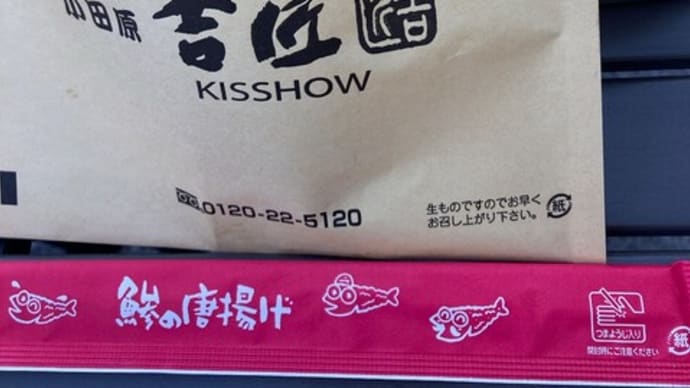 小田原
吉匠
KISSHOW
0120-22-5120
生ものですのでお早く
お召し上がり下さい。
紙
鯵の唐揚げ
つまようじ入り
開封時にご注意ください
紙